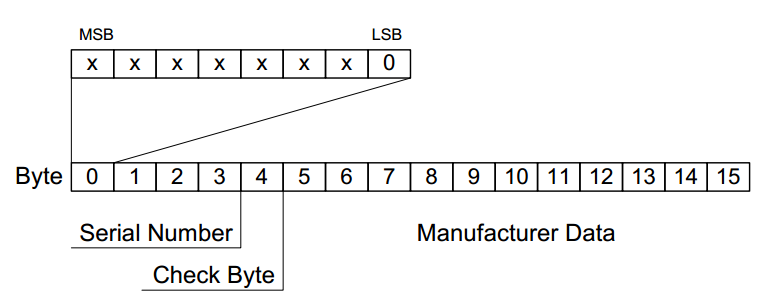 MSB LSB
x x x x x x x 0
Byte 0 1 2 3 4 5 6 7 8 9 10 11 12 13 14 15
Serial Number Manufacturer Data
Check Byte